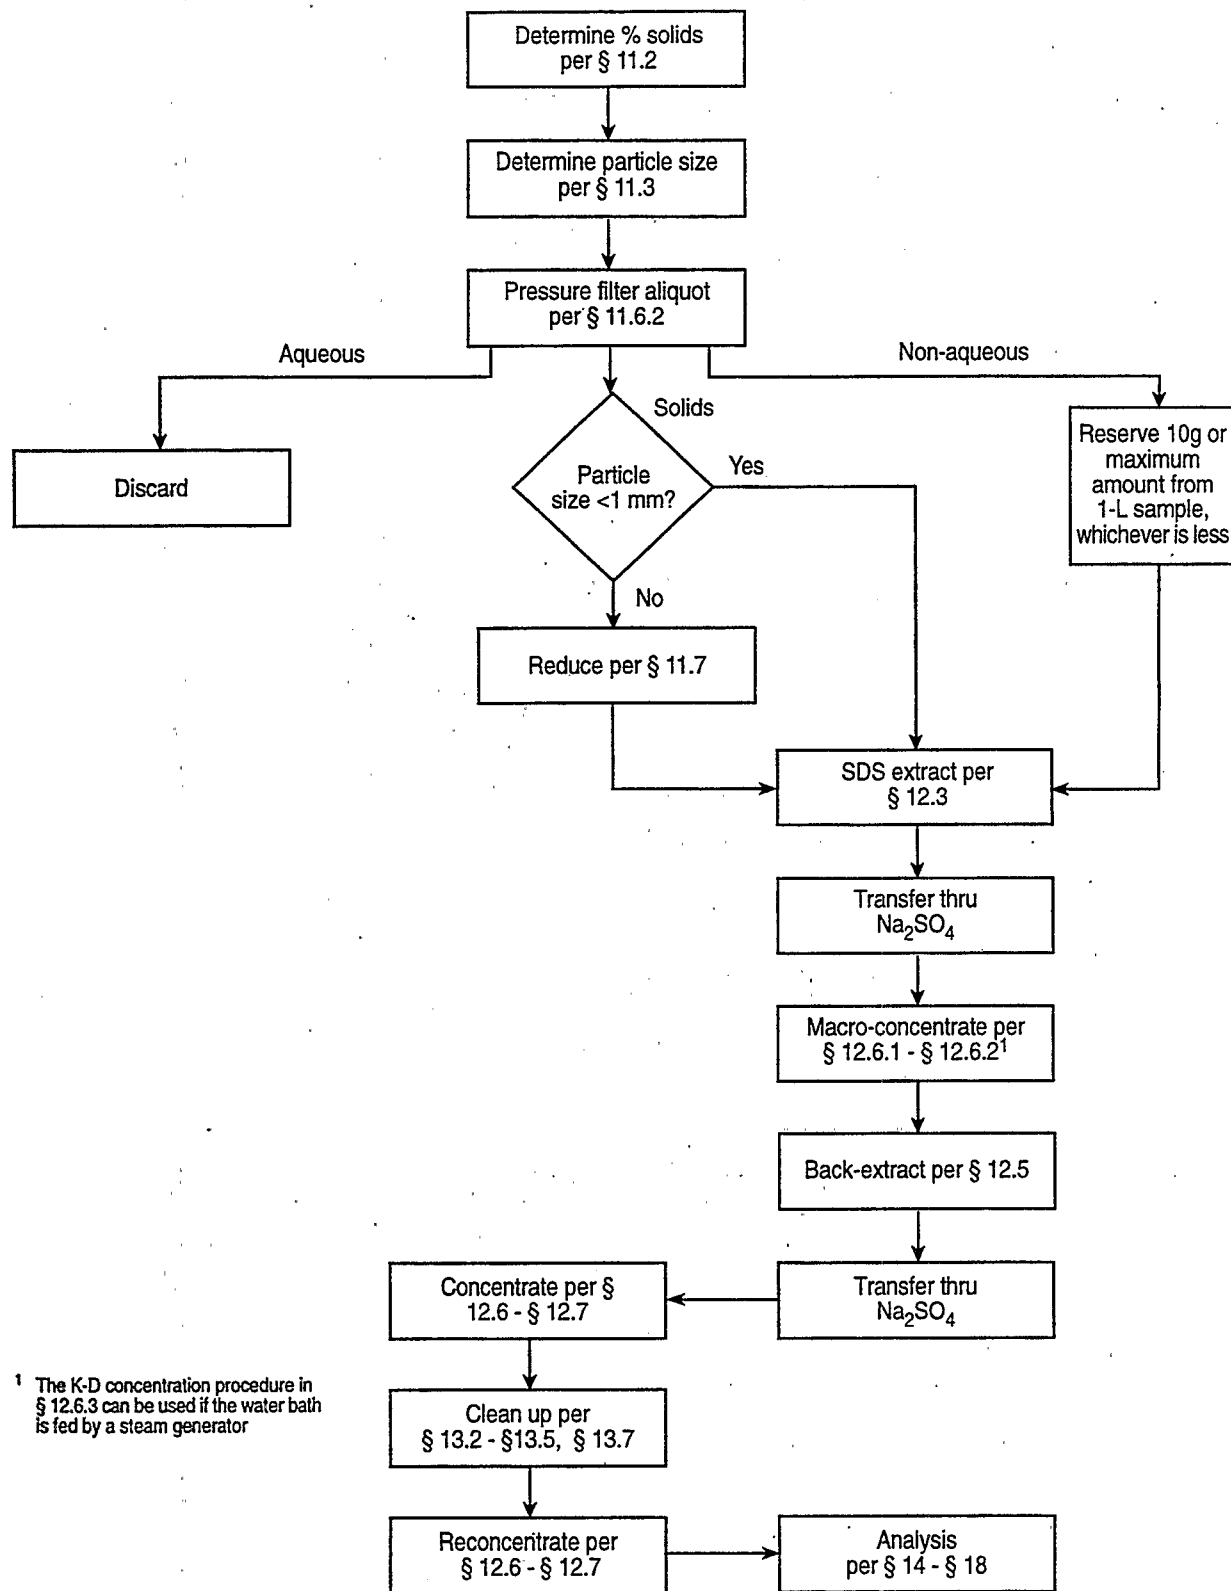 Determine % solids
per § 11.2
Determine particle size
per § 11.3
Pressure filter aliquot
per § 11.6.2
Aqueous
Non-aqueous
Solids
Discard
Particle
size <1 mm?
Yes
Reserve 10g or
maximum
amount from
1-L sample,
whichever is less
No
Reduce per § 11.7
SDS extract per
§ 12.3
Transfer thru
Na₂SO₄
Macro-concentrate per
§ 12.6.1 - § 12.6.2¹
Back-extract per § 12.5
Transfer thru
Na₂SO₄
Concentrate per §
12.6 - § 12.7
¹ The K-D concentration procedure in
§ 12.6.3 can be used if the water bath
is fed by a steam generator
Clean up per
§ 13.2 - §13.5, § 13.7
Reconcentrate per
§ 12.6 - § 12.7
Analysis
per § 14 - § 18